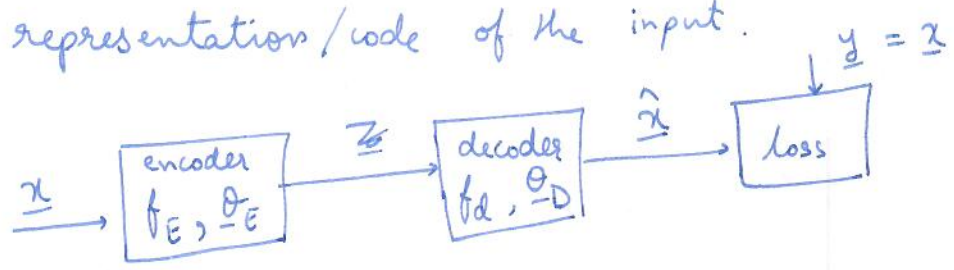 representation/code of the input.
y = x
x
encoder
f_E, θ_E
z
decoder
f_d, θ_D
x̂
loss